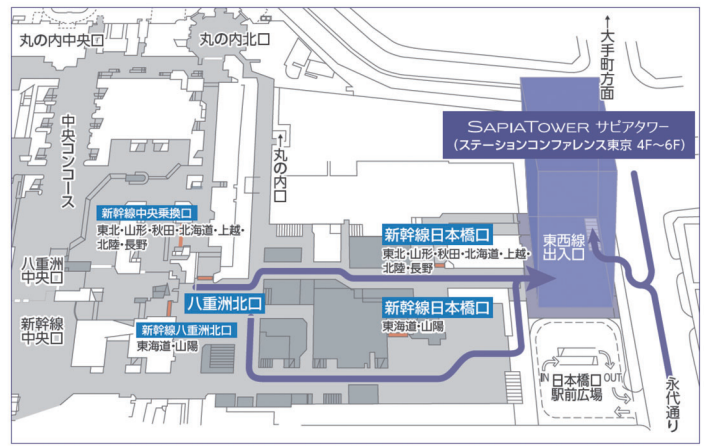 丸の内中央口
丸の内北口
↑大手町方面
SAPIATOWER サピアタワー
(ステーションコンファレンス東京 4F〜6F)
中央コンコース
↑丸の内口
新幹線中央乗換口
東北・山形・秋田・北海道・上越・
北陸・長野
新幹線日本橋口
東北・山形・秋田・北海道・上越・
北陸・長野
東西線
出入口
八重洲
中央口
八重洲北口
新幹線日本橋口
東海道・山陽
新幹線
中央口
新幹線八重洲北口
東海道・山陽
IN
OUT
日本橋口
駅前広場
永代通り